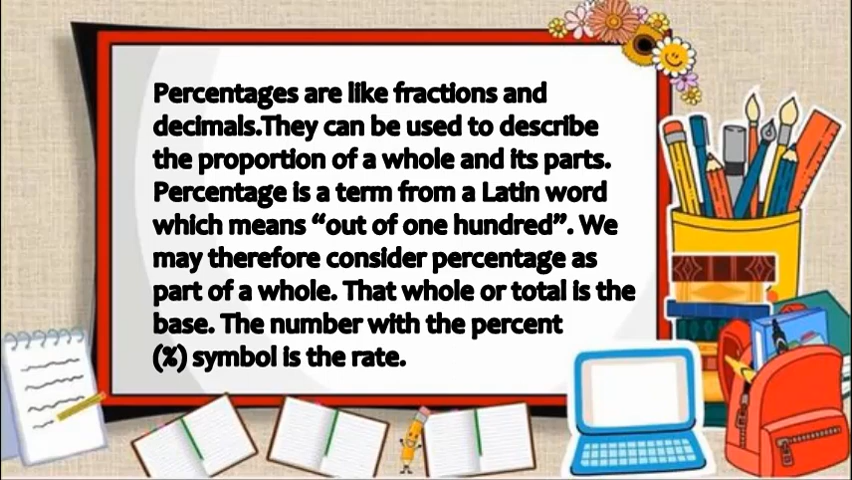 Percentages are like fractions and
decimals.They can be used to describe
the proportion of a whole and its parts.
Percentage is a term from a Latin word
which means “out of one hundred”. We
may therefore consider percentage as
part of a whole. That whole or total is the
base. The number with the percent
(%) symbol is the rate.